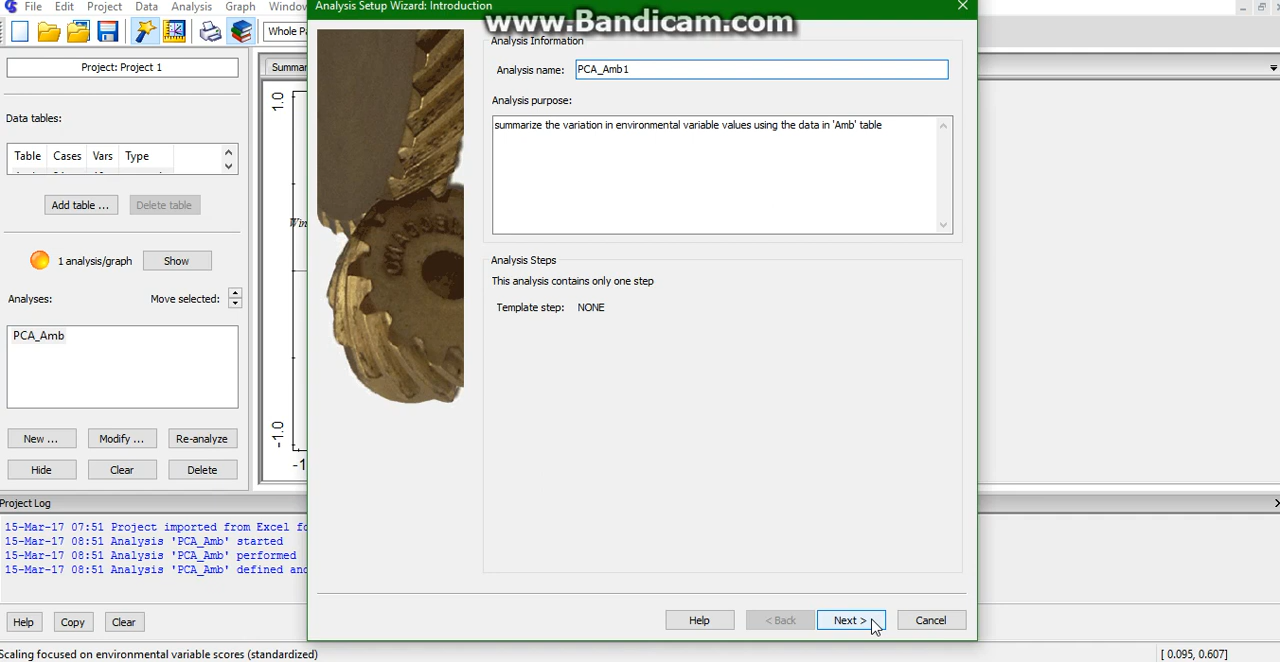 File Edit Project Data Analysis Graph Window
Analysis Setup Wizard: Introduction
www.Bandicam.com
Whole Pa
Project: Project 1
Summar
Data tables:
Table Cases Vars Type
Add table ... Delete table
1 analysis/graph Show
Analyses: Move selected:
PCA_Amb
New ... Modify ... Re-analyze
Hide Clear Delete
1.0
Win
-1.0
-1
Analysis Information
Analysis name: PCA_Amb1
Analysis purpose:
summarize the variation in environmental variable values using the data in 'Amb' table
Analysis Steps
This analysis contains only one step
Template step: NONE
Help < Back Next > Cancel
Project Log
15-Mar-17 07:51 Project imported from Excel fo
15-Mar-17 08:51 Analysis 'PCA_Amb' started
15-Mar-17 08:51 Analysis 'PCA_Amb' performed
15-Mar-17 08:51 Analysis 'PCA_Amb' defined and
Help Copy Clear
Scaling focused on environmental variable scores (standardized)
[ 0.095, 0.607]